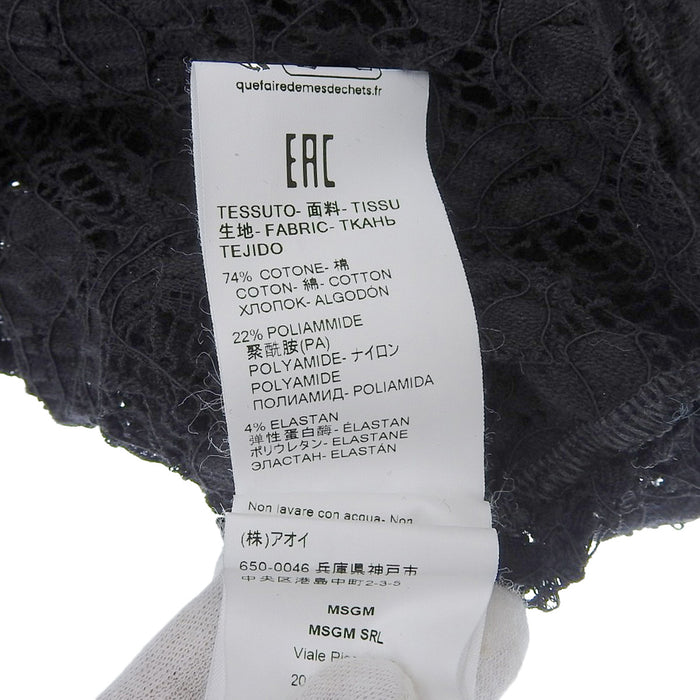 quefairedemesdechets.fr
EAC
TESSUTO- 面料- TISSU
生地- FABRIC- ТКАНЬ
TEJIDO
74% COTONE- 棉
COTON- 綿- COTTON
ХЛОПОК- ALGODÓN
22% POLIAMMIDE
聚酰胺(PA)
POLYAMIDE- ナイロン
POLYAMIDE
ПОЛИАМИД- POLIAMIDA
4% ELASTAN
弹性蛋白酶- ÉLASTAN
ポリウレタン- ELASTANE
ЭЛАСТАН- ELASTÁN
Non lavare con acqua- Non
(株)アオイ
650-0046 兵庫県神戸市
中央区港島中町2-3-5
MSGM
MSGM SRL
Viale
20